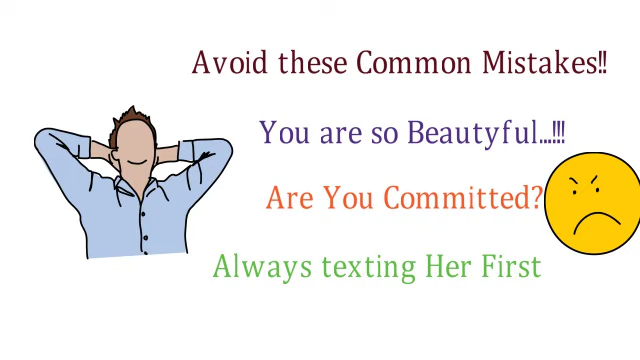 Avoid these Common Mistakes!!
You are so Beautyful...!!!
Are You Committed?
Always texting Her First